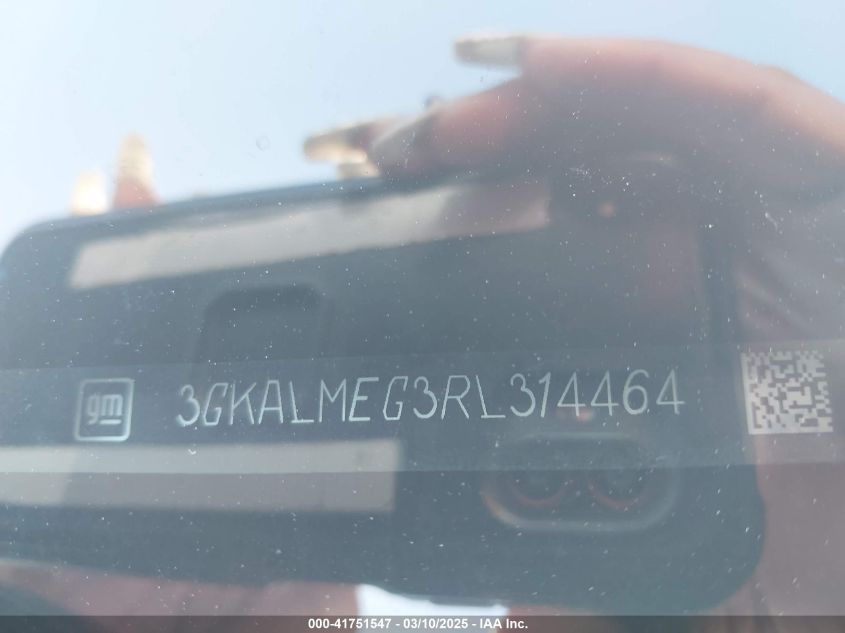 gm 3GKALMEG3RL314464
000-41751547 - 03/10/2025 - IAA Inc.